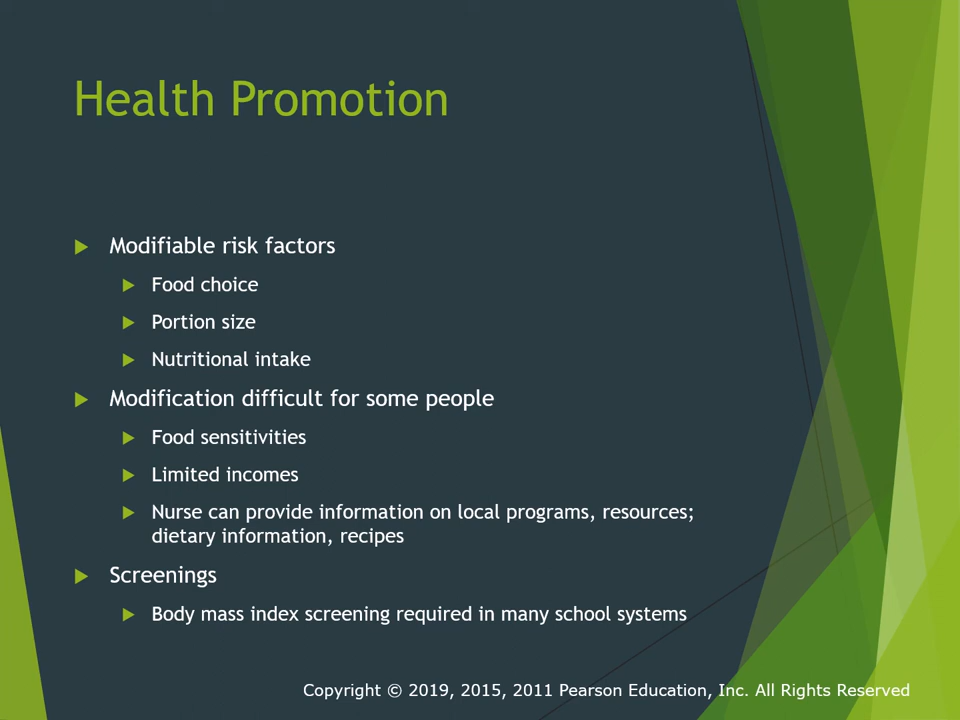 Health Promotion
Modifiable risk factors
Food choice
Portion size
Nutritional intake
Modification difficult for some people
Food sensitivities
Limited incomes
Nurse can provide information on local programs, resources;
dietary information, recipes
Screenings
Body mass index screening required in many school systems
Copyright © 2019, 2015, 2011 Pearson Education, Inc. All Rights Reserved